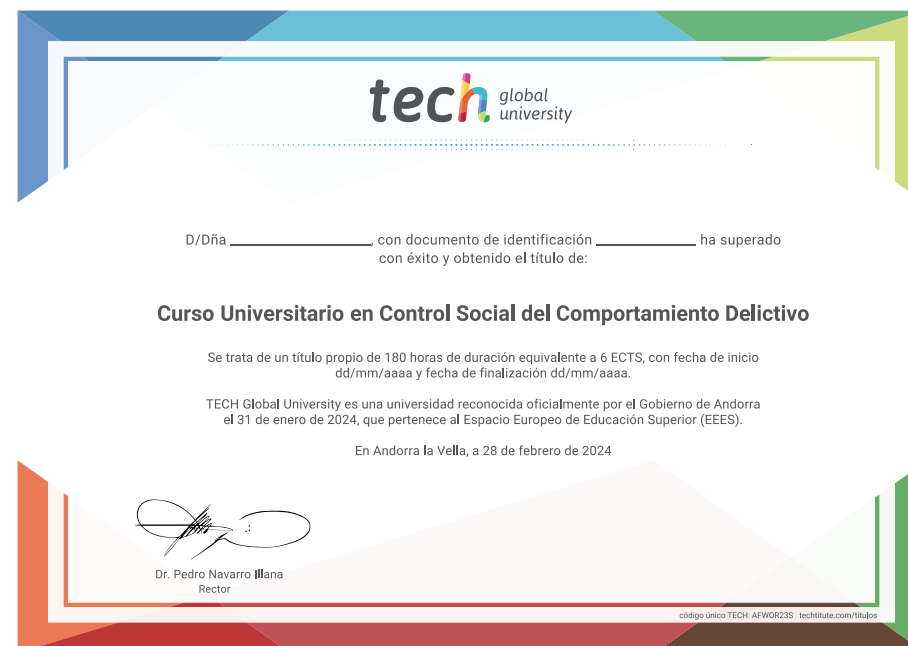 tech global university
D/Dña ______________, con documento de identificación __________ ha superado
con éxito y obtenido el título de:
Curso Universitario en Control Social del Comportamiento Delictivo
Se trata de un título propio de 180 horas de duración equivalente a 6 ECTS, con fecha de inicio
dd/mm/aaaa y fecha de finalización dd/mm/aaaa.
TECH Global University es una universidad reconocida oficialmente por el Gobierno de Andorra
el 31 de enero de 2024, que pertenece al Espacio Europeo de Educación Superior (EEES).
En Andorra la Vella, a 28 de febrero de 2024
Dr. Pedro Navarro Illana
Rector
código único TECH: AFWOR23S techtitute.com/titulos